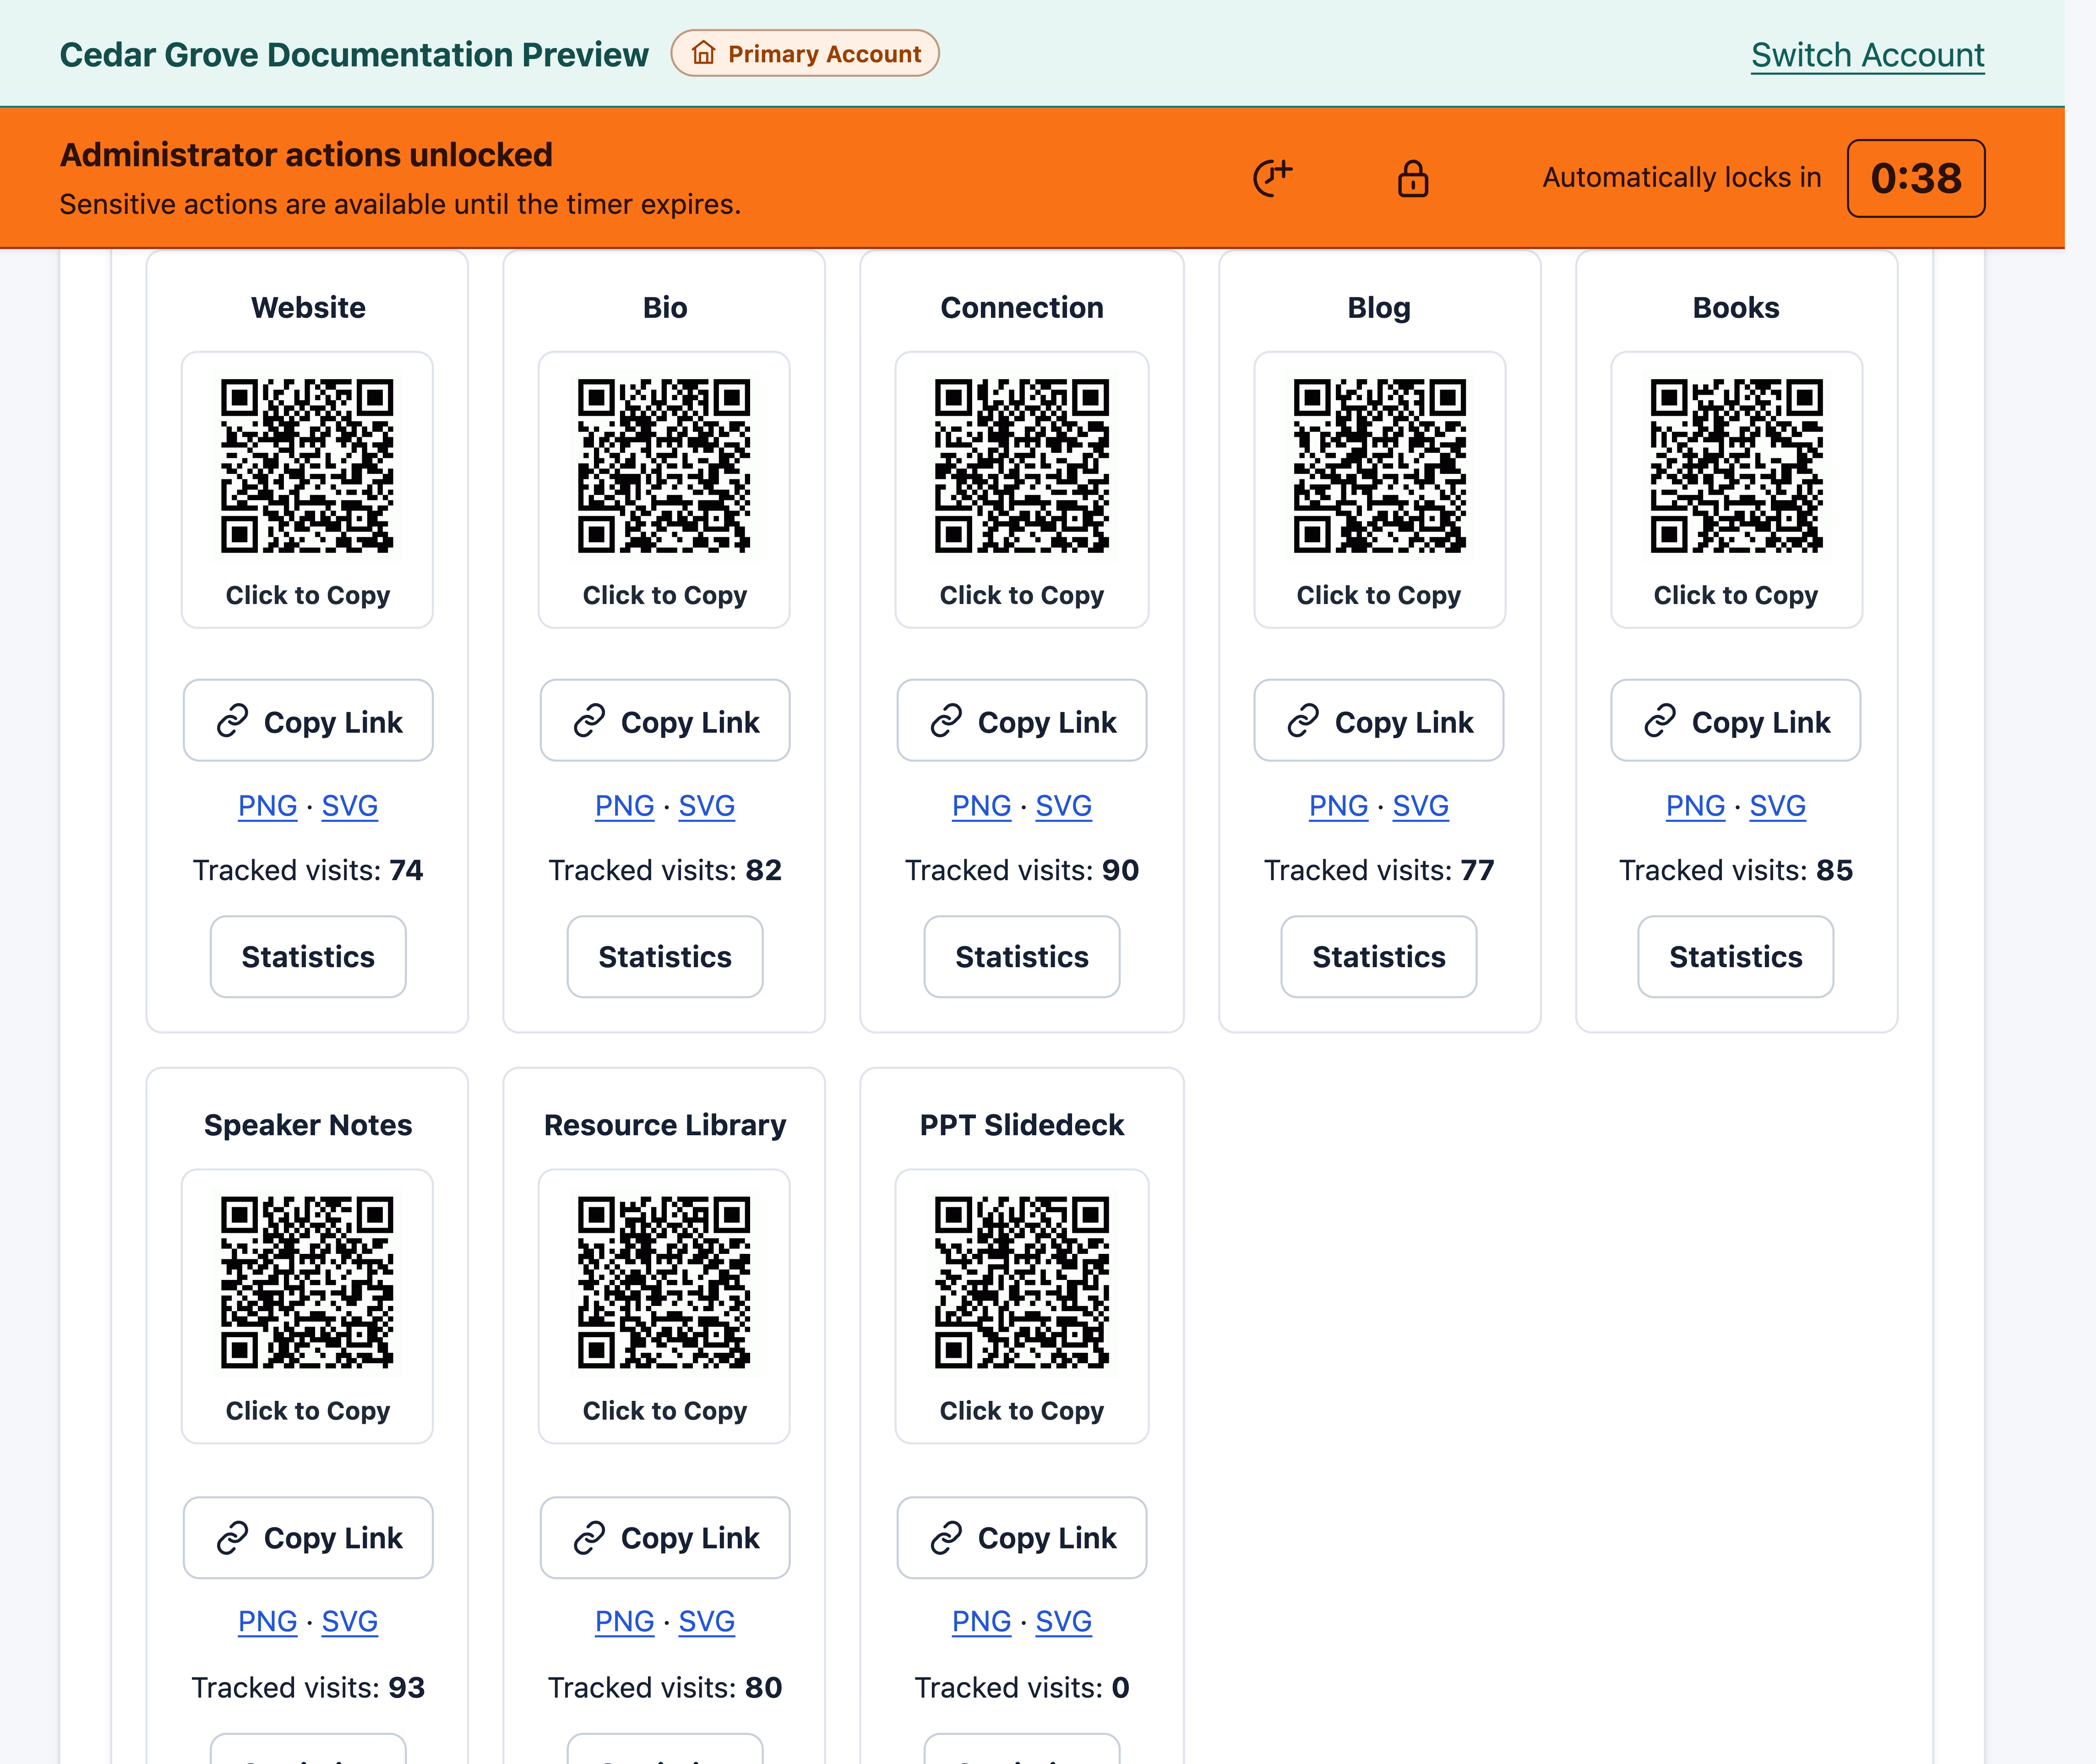 Cedar Grove Documentation Preview
Primary Account
Switch Account
Administrator actions unlocked
Sensitive actions are available until the timer expires.
Automatically locks in
0:38
Website
Click to Copy
Copy Link
PNG · SVG
Tracked visits: 74
Statistics
Bio
Click to Copy
Copy Link
PNG · SVG
Tracked visits: 82
Statistics
Connection
Click to Copy
Copy Link
PNG · SVG
Tracked visits: 90
Statistics
Blog
Click to Copy
Copy Link
PNG · SVG
Tracked visits: 77
Statistics
Books
Click to Copy
Copy Link
PNG · SVG
Tracked visits: 85
Statistics
Speaker Notes
Click to Copy
Copy Link
PNG · SVG
Tracked visits: 93
Resource Library
Click to Copy
Copy Link
PNG · SVG
Tracked visits: 80
PPT Slidedeck
Click to Copy
Copy Link
PNG · SVG
Tracked visits: 0